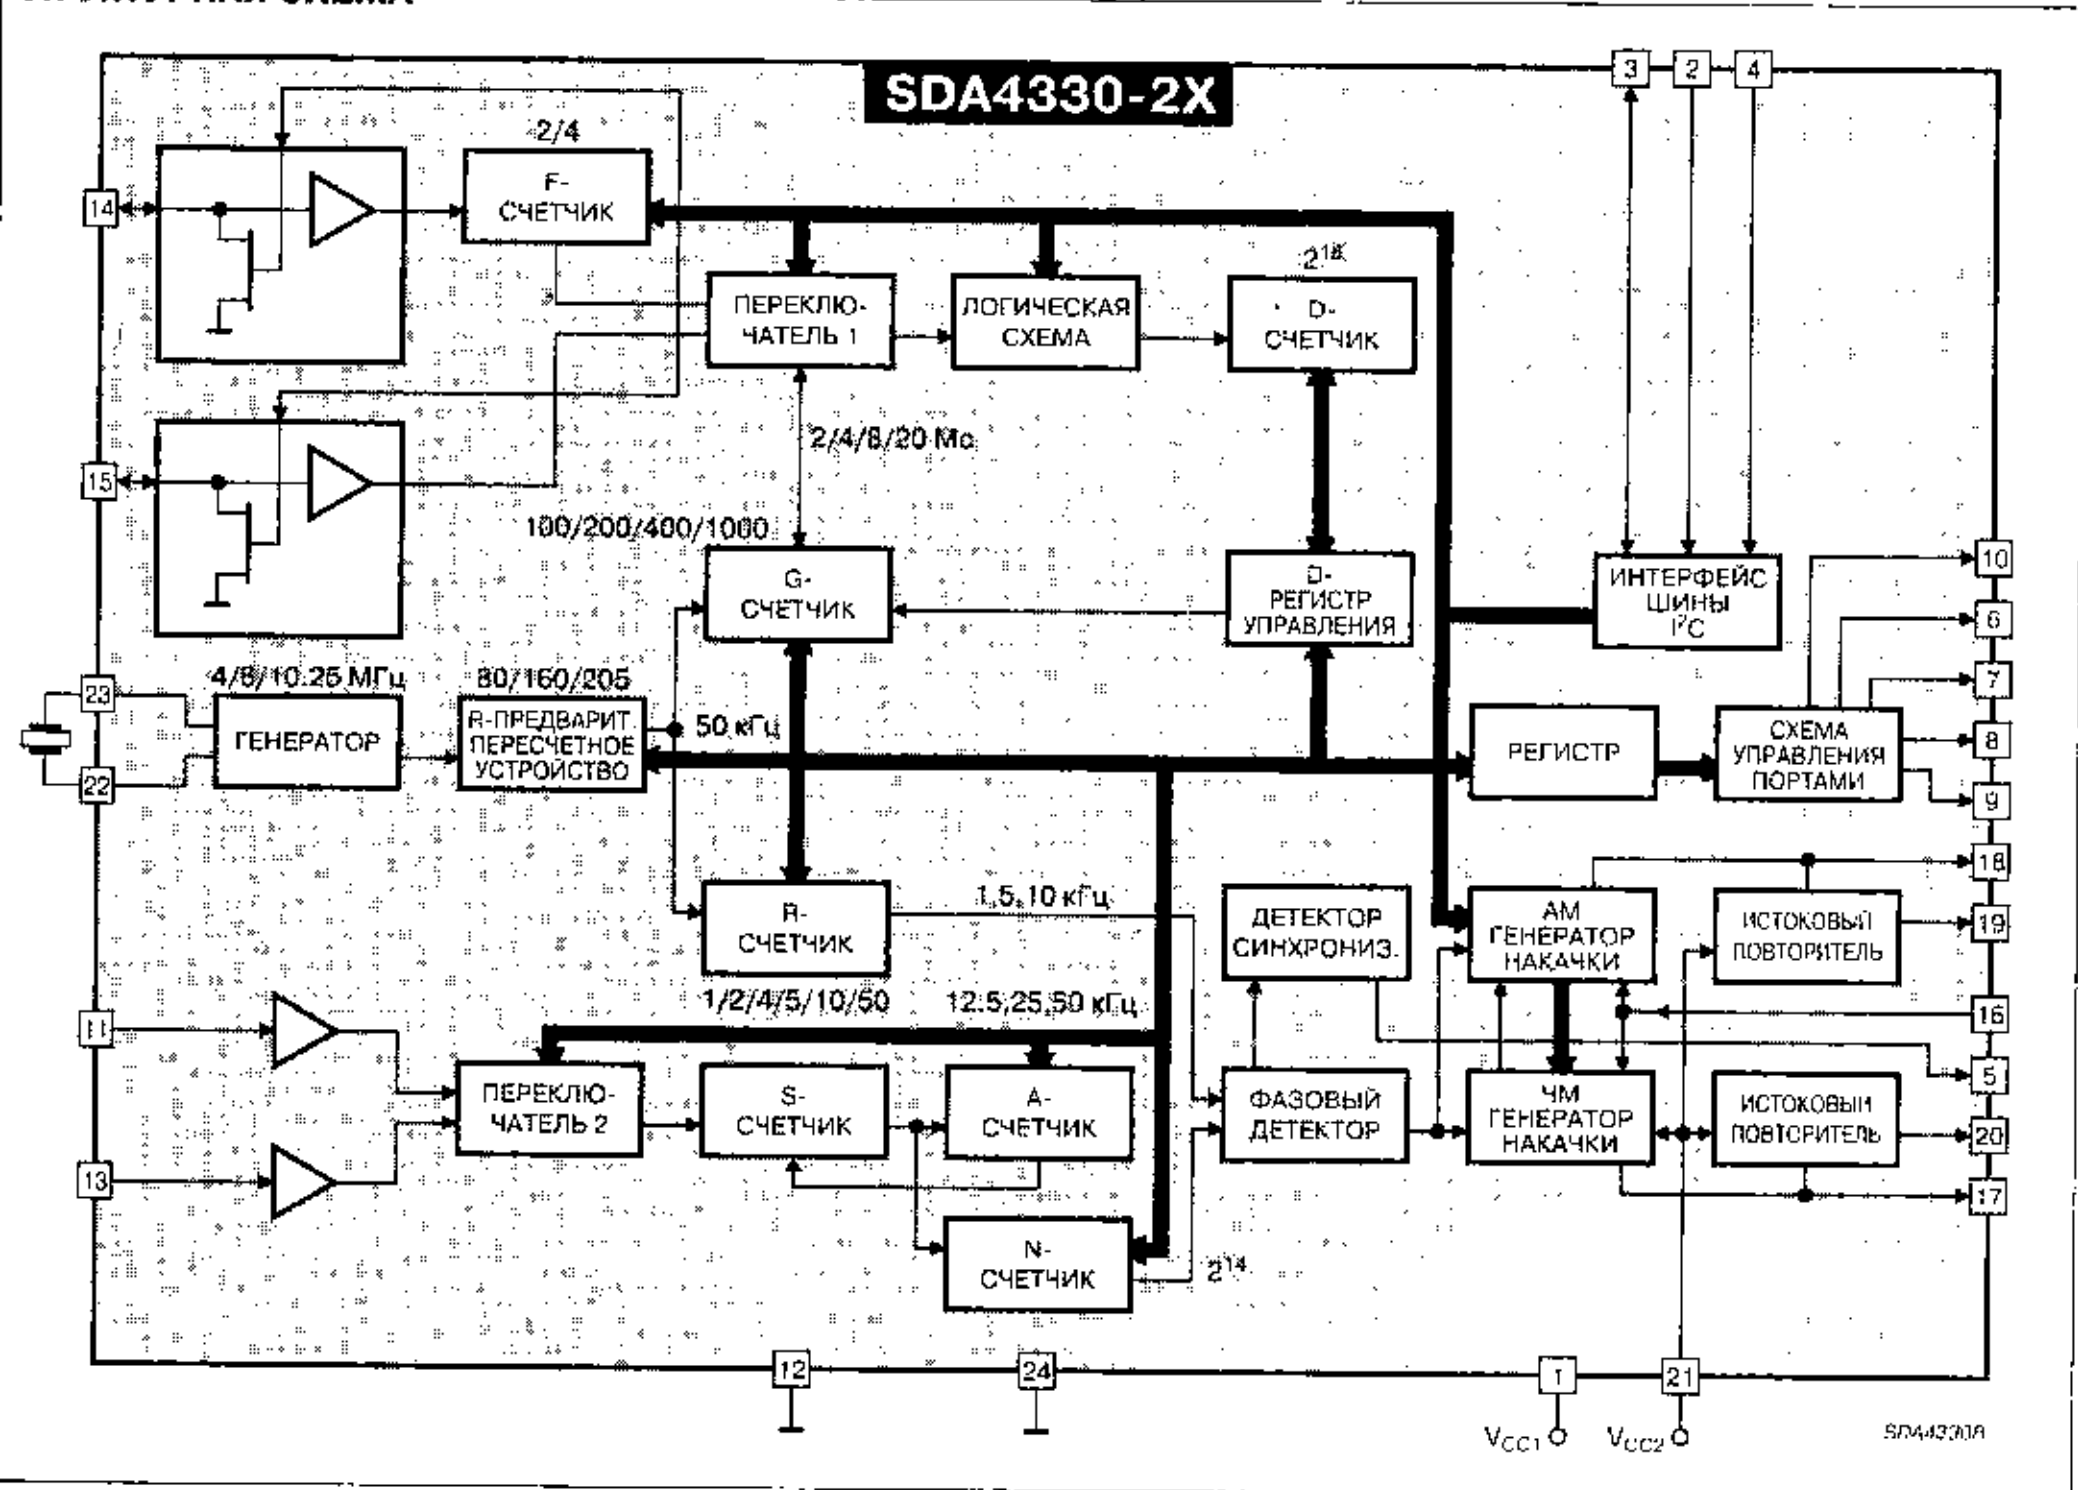 SDA4330-2X
3
2
4
2/4
F-
СЧЕТЧИК
14
ПЕРЕКЛЮ-
ЧАТЕЛЬ 1
ЛОГИЧЕСКАЯ
СХЕМА
D-
СЧЕТЧИК
2/4/8/20 Мс
15
100/200/400/1000
G-
СЧЕТЧИК
D-
РЕГИСТР
УПРАВЛЕНИЯ
ИНТЕРФЕЙС
ШИНЫ
I²C
10
6
7
8
9
23
22
4/8/10.25 МГц
ГЕНЕРАТОР
80/160/205
R-ПРЕДВАРИТ.
ПЕРЕСЧЕТНОЕ
УСТРОЙСТВО
50 кГц
РЕГИСТР
СХЕМА
УПРАВЛЕНИЯ
ПОРТАМИ
R-
СЧЕТЧИК
1,5,10 кГц
1/2/4/5/10/50
12.5,25,50 кГц
ДЕТЕКТОР
СИНХРОНИЗ.
АМ
ГЕНЕРАТОР
НАКАЧКИ
ИСТОКОВЫЙ
ПОВТОРИТЕЛЬ
18
19
16
5
20
17
11
13
ПЕРЕКЛЮ-
ЧАТЕЛЬ 2
S-
СЧЕТЧИК
A-
СЧЕТЧИК
ФАЗОВЫЙ
ДЕТЕКТОР
ЧМ
ГЕНЕРАТОР
НАКАЧКИ
ИСТОКОВЫЙ
ПОВТОРИТЕЛЬ
N-
СЧЕТЧИК
2¹⁴
12
24
1
21
VCC1
VCC2